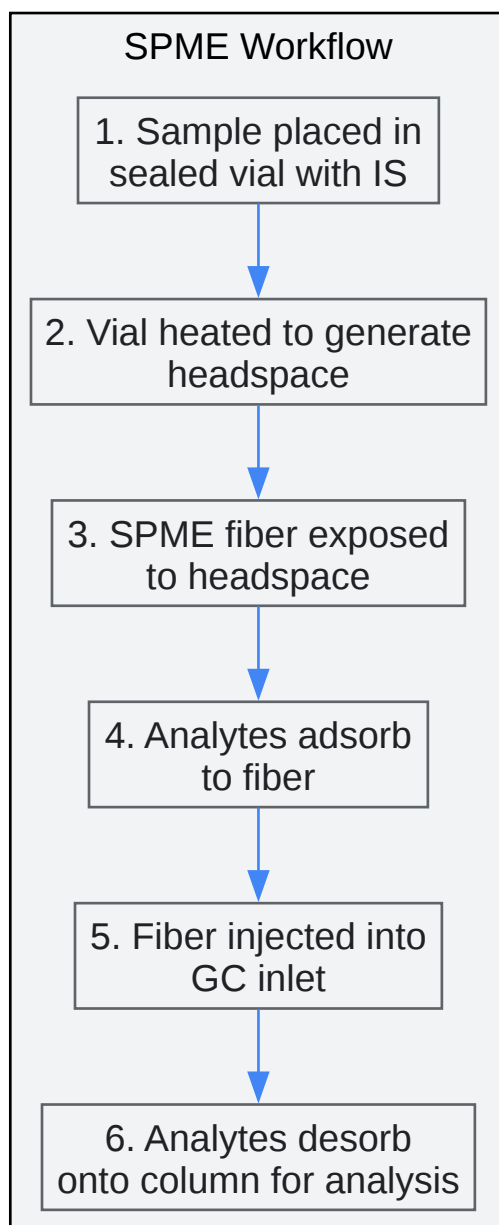 SPME Workflow
1. Sample placed in
sealed vial with IS
2. Vial heated to generate
headspace
3. SPME fiber exposed
to headspace
4. Analytes adsorb
to fiber
5. Fiber injected into
GC inlet
6. Analytes desorb
onto column for analysis